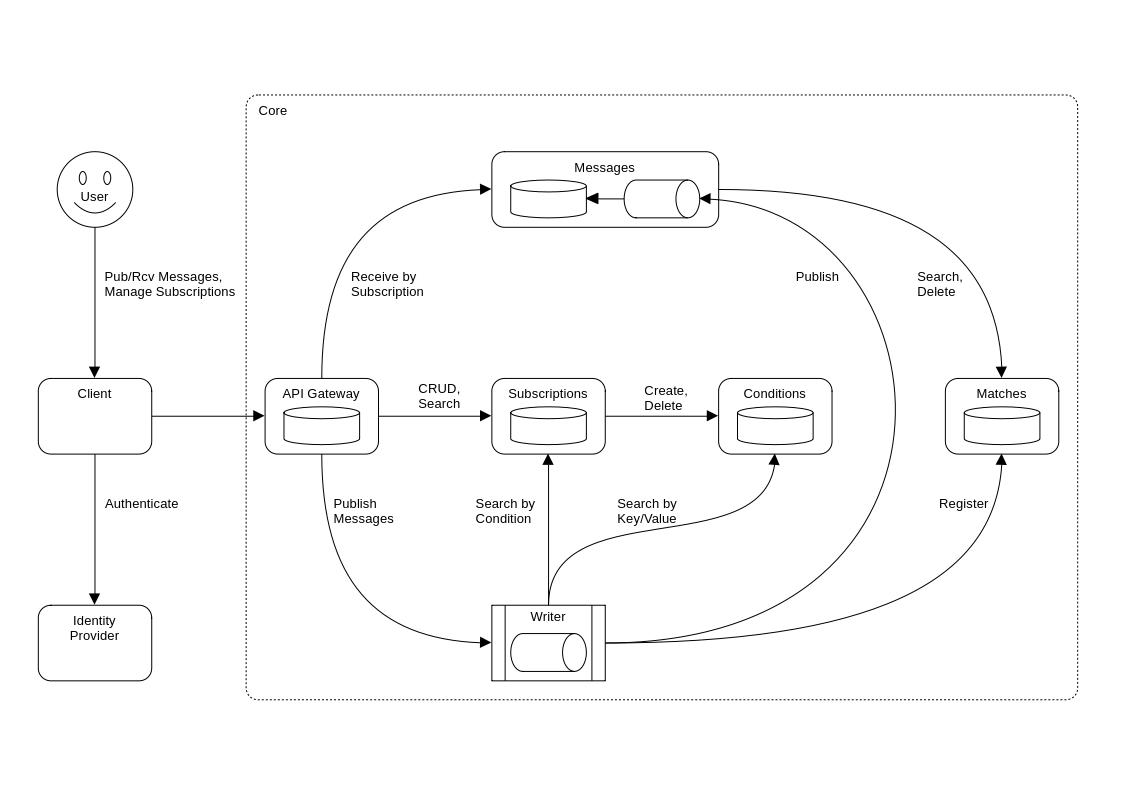 Core
Messages
User
Pub/Rcv Messages,
Manage Subscriptions
Receive by
Subscription
Publish
Search,
Delete
Client
API Gateway
CRUD,
Search
Subscriptions
Create,
Delete
Conditions
Matches
Authenticate
Publish
Messages
Search by
Condition
Search by
Key/Value
Register
Identity
Provider
Writer